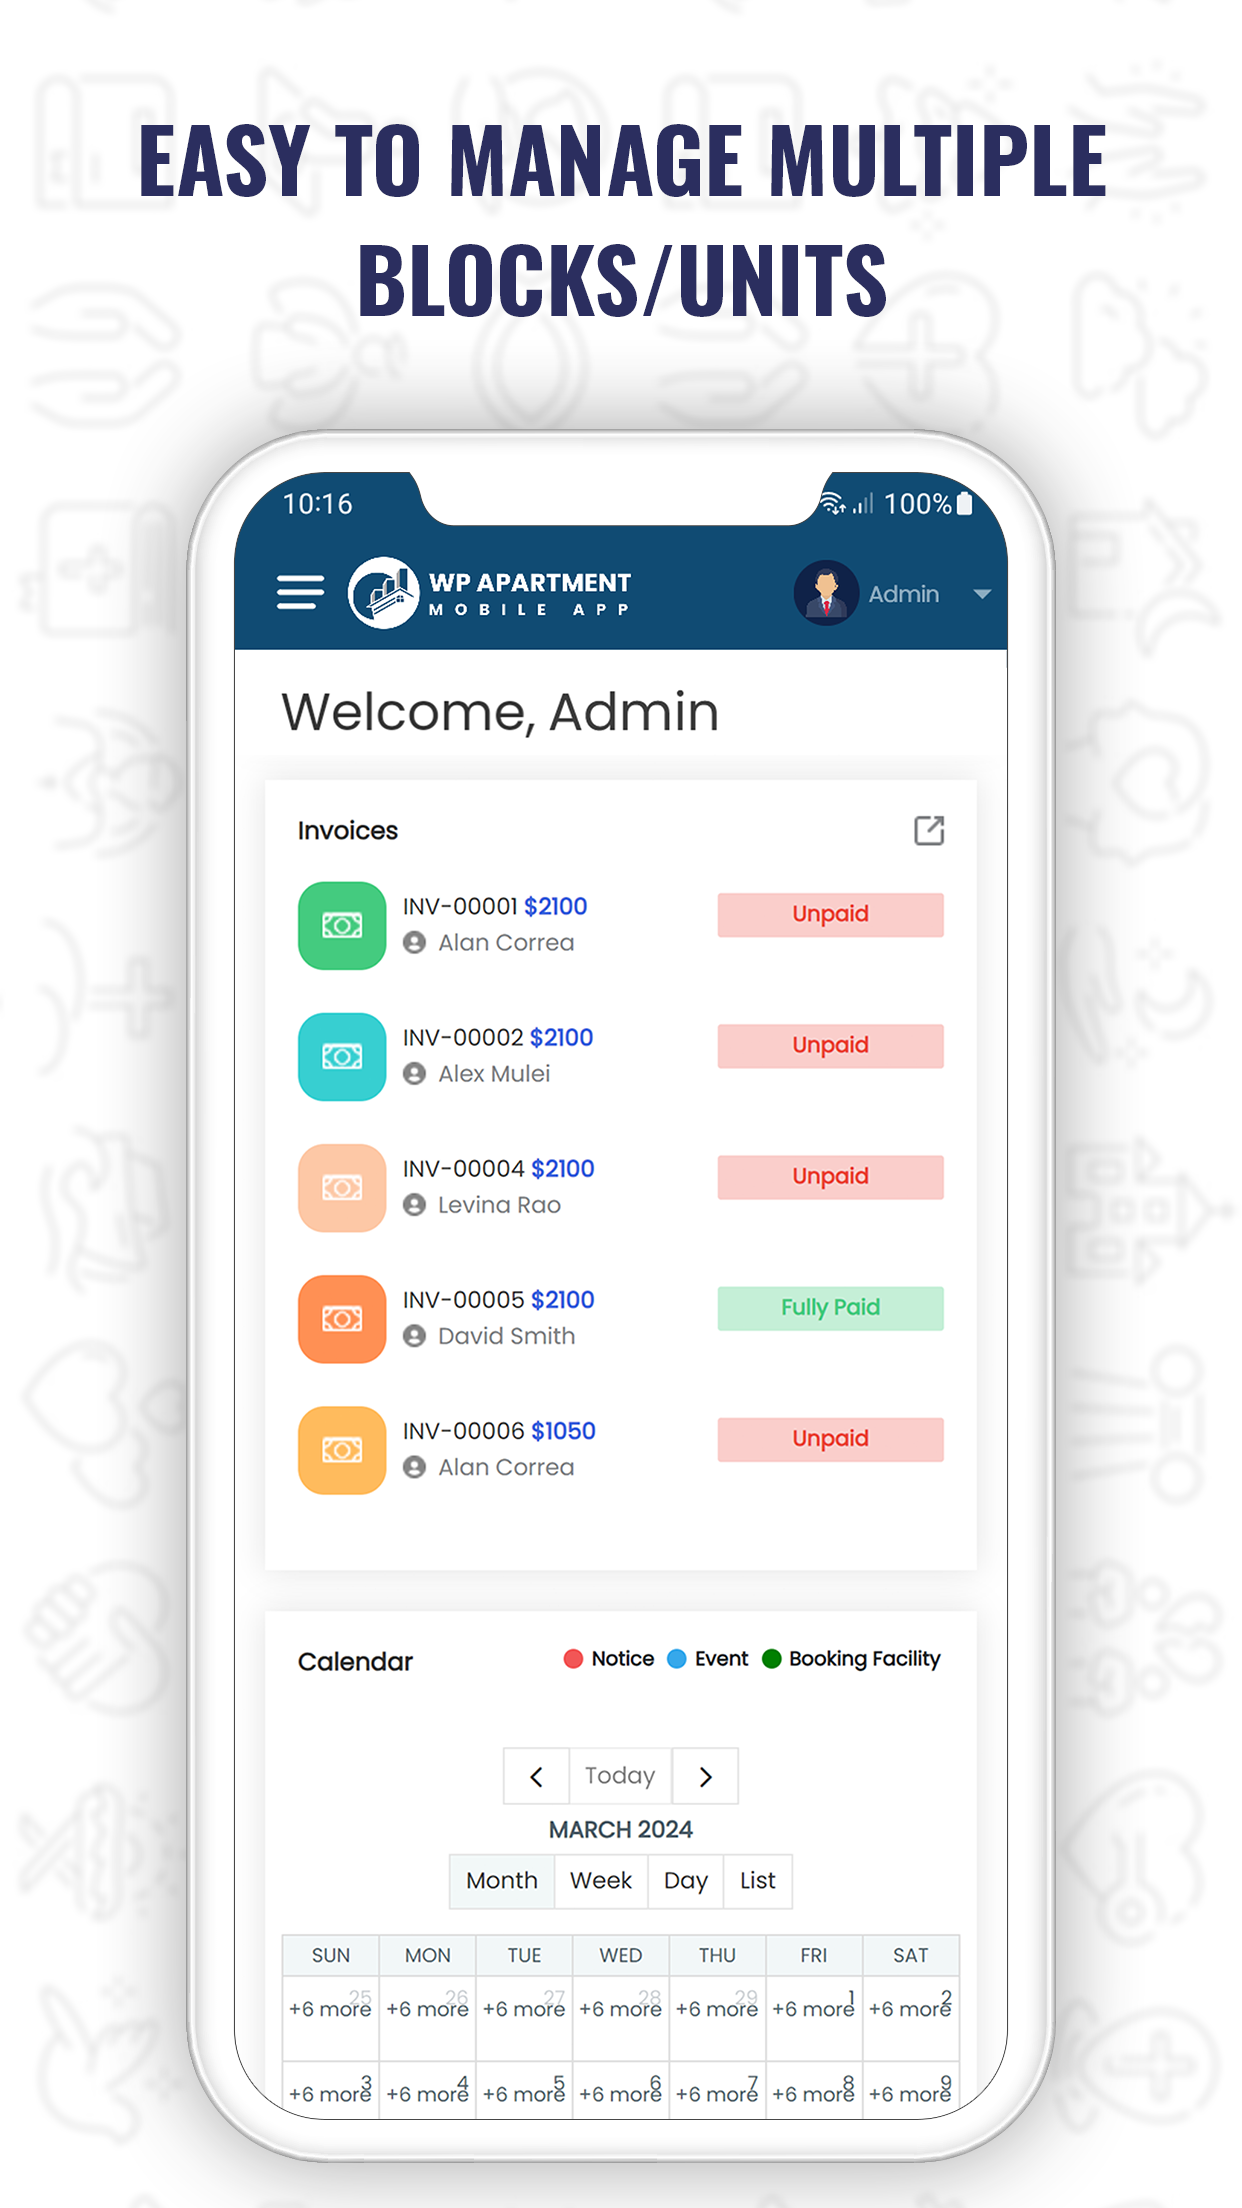 EASY TO MANAGE MULTIPLE
BLOCKS/UNITS
10:16 100%
WP APARTMENT
MOBILE APP
Admin
Welcome, Admin
Invoices
INV-00001 $2100
Alan Correa
Unpaid
INV-00002 $2100
Alex Mulei
Unpaid
INV-00004 $2100
Levina Rao
Unpaid
INV-00005 $2100
David Smith
Fully Paid
INV-00006 $1050
Alan Correa
Unpaid
Calendar Notice Event Booking Facility
Today
MARCH 2024
Month Week Day List
SUN MON TUE WED THU FRI SAT
25 26 27 28 29 1 2
+6 more +6 more +6 more +6 more +6 more +6 more +6 more
3 4 5 6 7 8 9
+6 more +6 more +6 more +6 more +6 more +6 more +6 more